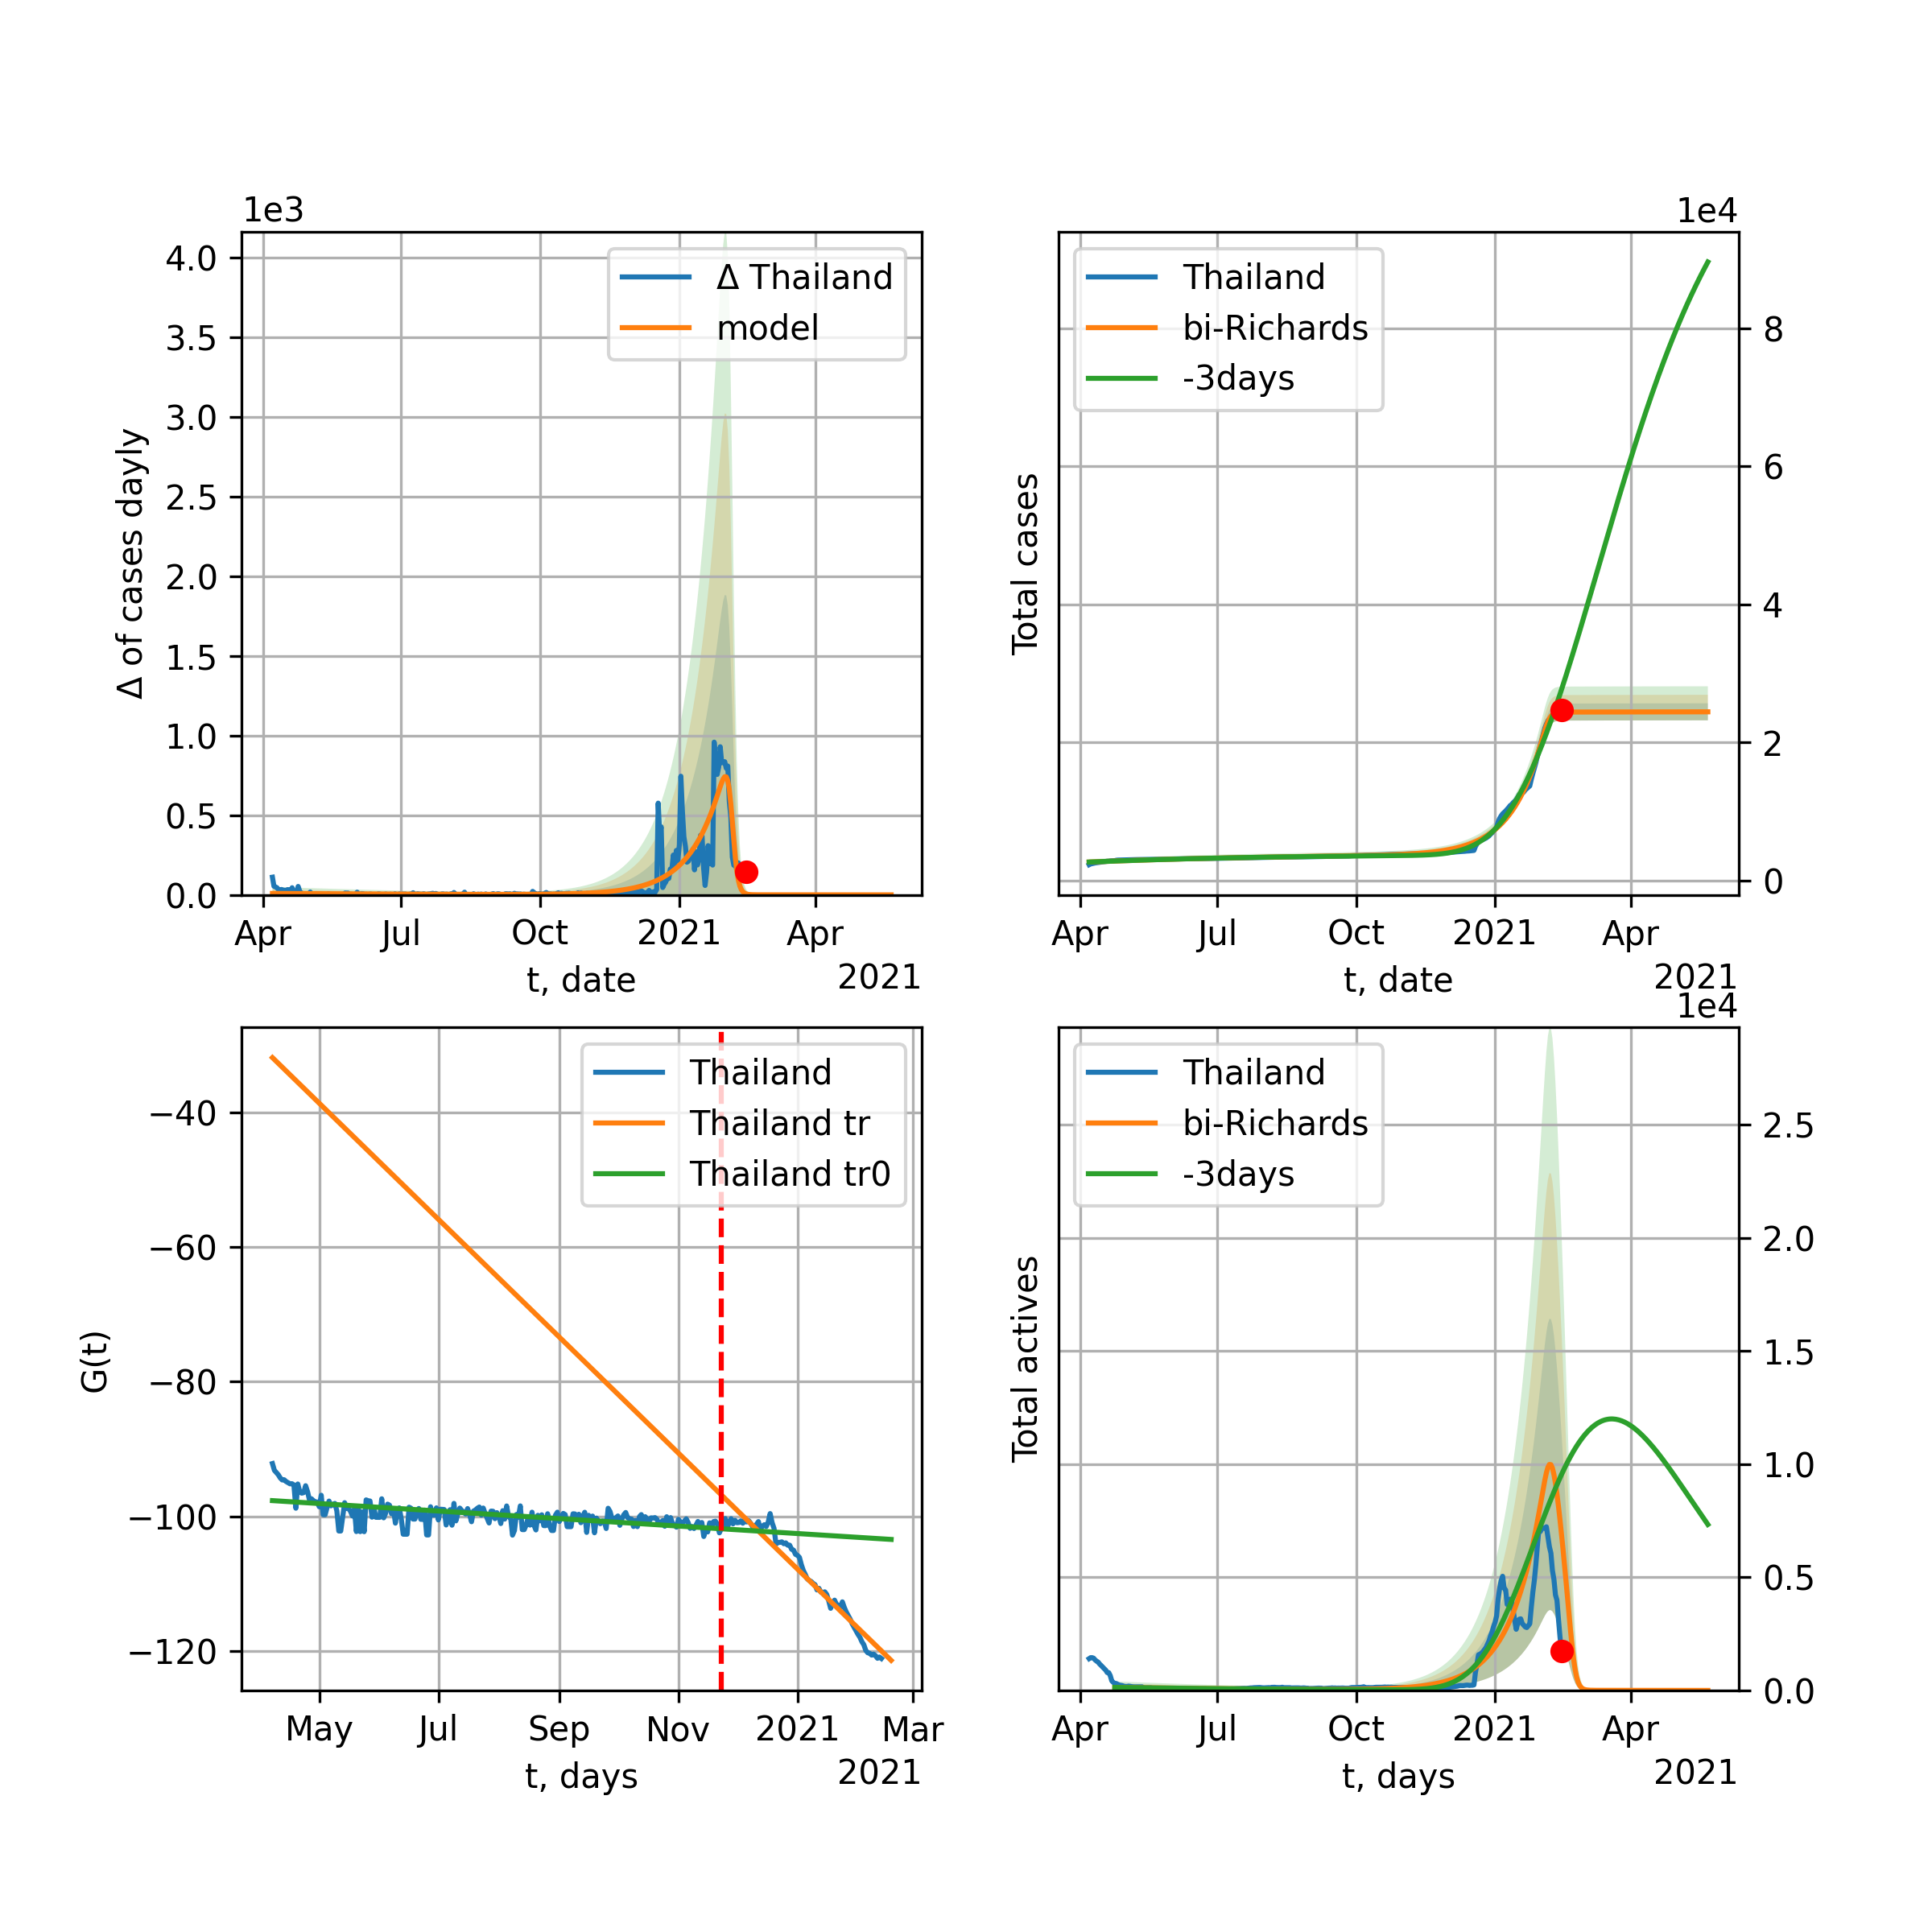 1e3
4.0
3.5
3.0
2.5
2.0
1.5
1.0
0.5
0.0
Δ of cases dayly
Δ Thailand
model
Apr Jul Oct 2021 Apr
t, date
2021
1e4
Thailand
bi-Richards
-3days
Total cases
8
6
4
2
0
Apr Jul Oct 2021 Apr
t, date
2021
G(t)
−40
−60
−80
−100
−120
Thailand
Thailand tr
Thailand tr0
May Jul Sep Nov 2021 Mar
t, days
2021
1e4
Thailand
bi-Richards
-3days
Total actives
2.5
2.0
1.5
1.0
0.5
0.0
Apr Jul Oct 2021 Apr
t, days
2021